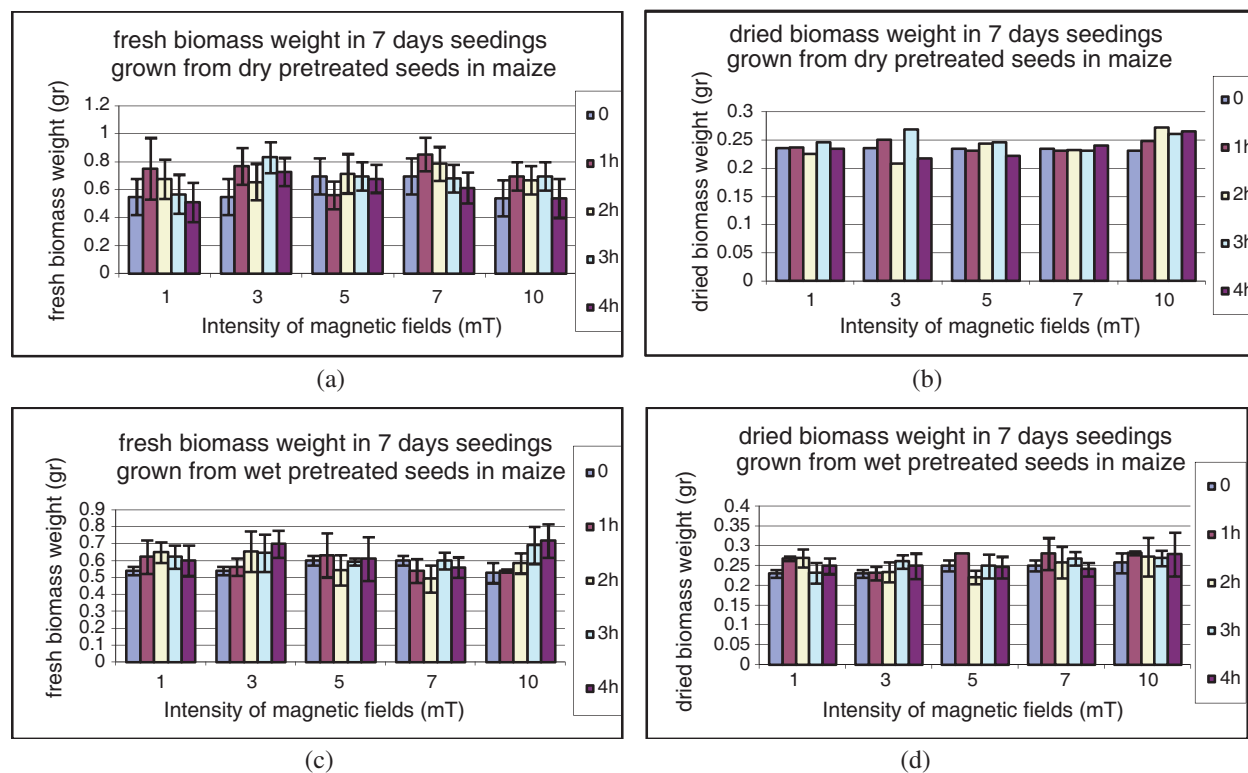 fresh biomass weight in 7 days seedings
grown from dry pretreated seeds in maize
fresh biomass weight (gr)
1.2
1
0.8
0.6
0.4
0.2
0
1 3 5 7 10
Intensity of magnetic fields (mT)
0
1h
2h
3h
4h
(a)
dried biomass weight in 7 days seedings
grown from dry pretreated seeds in maize
dried biomass weight (gr)
0.3
0.25
0.2
0.15
0.1
0.05
0
1 3 5 7 10
Intensity of magnetic fields (mT)
0
1h
2h
3h
4h
(b)
fresh biomass weight in 7 days seedings
grown from wet pretreated seeds in maize
fresh biomass weight (gr)
0.9
0.8
0.7
0.6
0.5
0.4
0.3
0.2
0.1
0
1 3 5 7 10
Intensity of magnetic fields (mT)
0
1h
2h
3h
4h
(c)
dried biomass weight in 7 days seedings
grown from wet pretreated seeds in maize
dried biomass weight (gr)
0.4
0.35
0.3
0.25
0.2
0.15
0.1
0.05
0
1 3 5 7 10
Intensity of magnetic fields (mT)
0
1h
2h
3h
4h
(d)